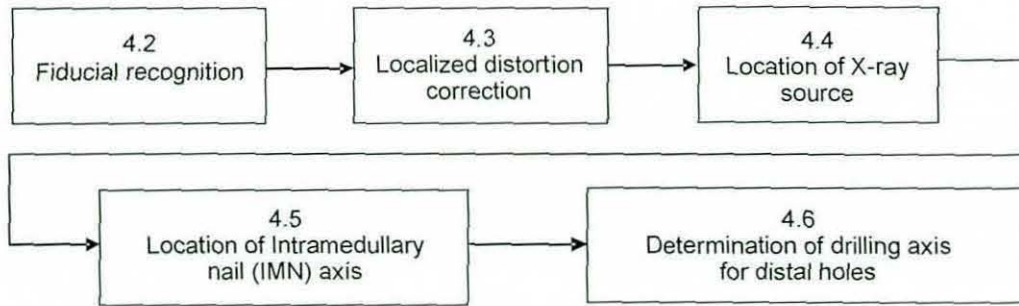 4.2
Fiducial recognition
4.3
Localized distortion
correction
4.4
Location of X-ray
source
4.5
Location of Intramedullary
nail (IMN) axis
4.6
Determination of drilling axis
for distal holes